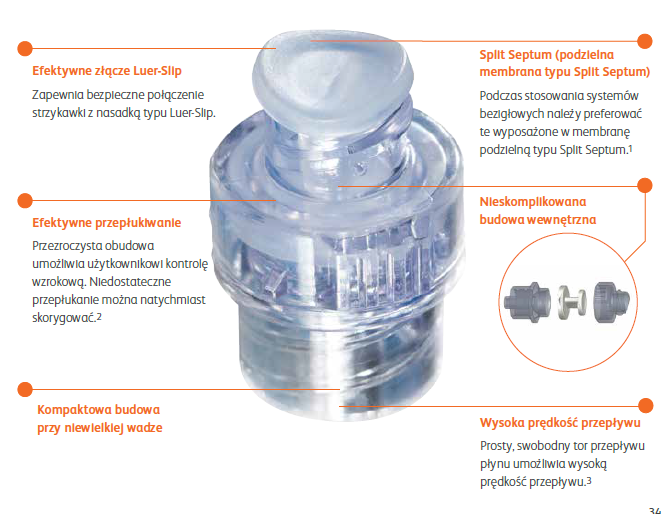 Efektywne złącze Luer-Slip
Zapewnia bezpieczne połączenie
strzykawki z nasadką typu Luer-Slip.
Split Septum (podzielna
membrana typu Split Septum)
Podczas stosowania systemów
bezigłowych należy preferować
te wyposażone w membranę
podzielną typu Split Septum.1
Efektywne przepłukiwanie
Przezroczysta obudowa
umożliwia użytkownikowi kontrolę
wzrokową. Niedostateczne
przepłukanie można natychmiast
skorygować.2
Nieskomplikowana
budowa wewnętrzna
Kompaktowa budowa
przy niewielkiej wadze
Wysoka prędkość przepływu
Prosty, swobodny tor przepływu
płynu umożliwia wysoką
prędkość przepływu.3
34